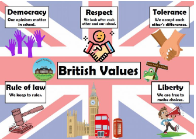 Democracy
Our opinions matter
in school.
Respect
We look after each
other and our school.
Tolerance
We accept each
other's differences.
British Values
Rule of law
We keep to rules.
Liberty
We are free to
make choices.